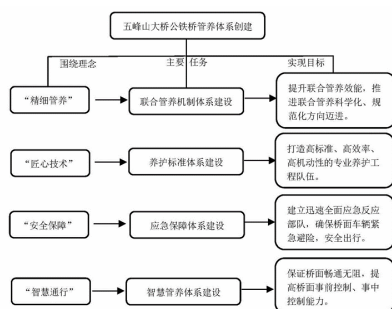 五峰山大桥公铁桥管养体系创建
围绕理念
主要 任务
实现目标
“精细管养”
联合管养机制体系建设
提升联合管养效能，推
进联合管养科学化、规
范化方向迈进。
“匠心技术”
养护标准体系建设
打造高标准、高效率、
高机动性的专业养护工
程队伍。
“安全保障”
应急保障体系建设
建立迅速全面应急反应
部队，确保桥面车辆紧
急避险，安全出行。
“智慧通行”
智慧管养体系建设
保证桥面畅通无阻，提
高桥面事前控制、事中
控制能力。